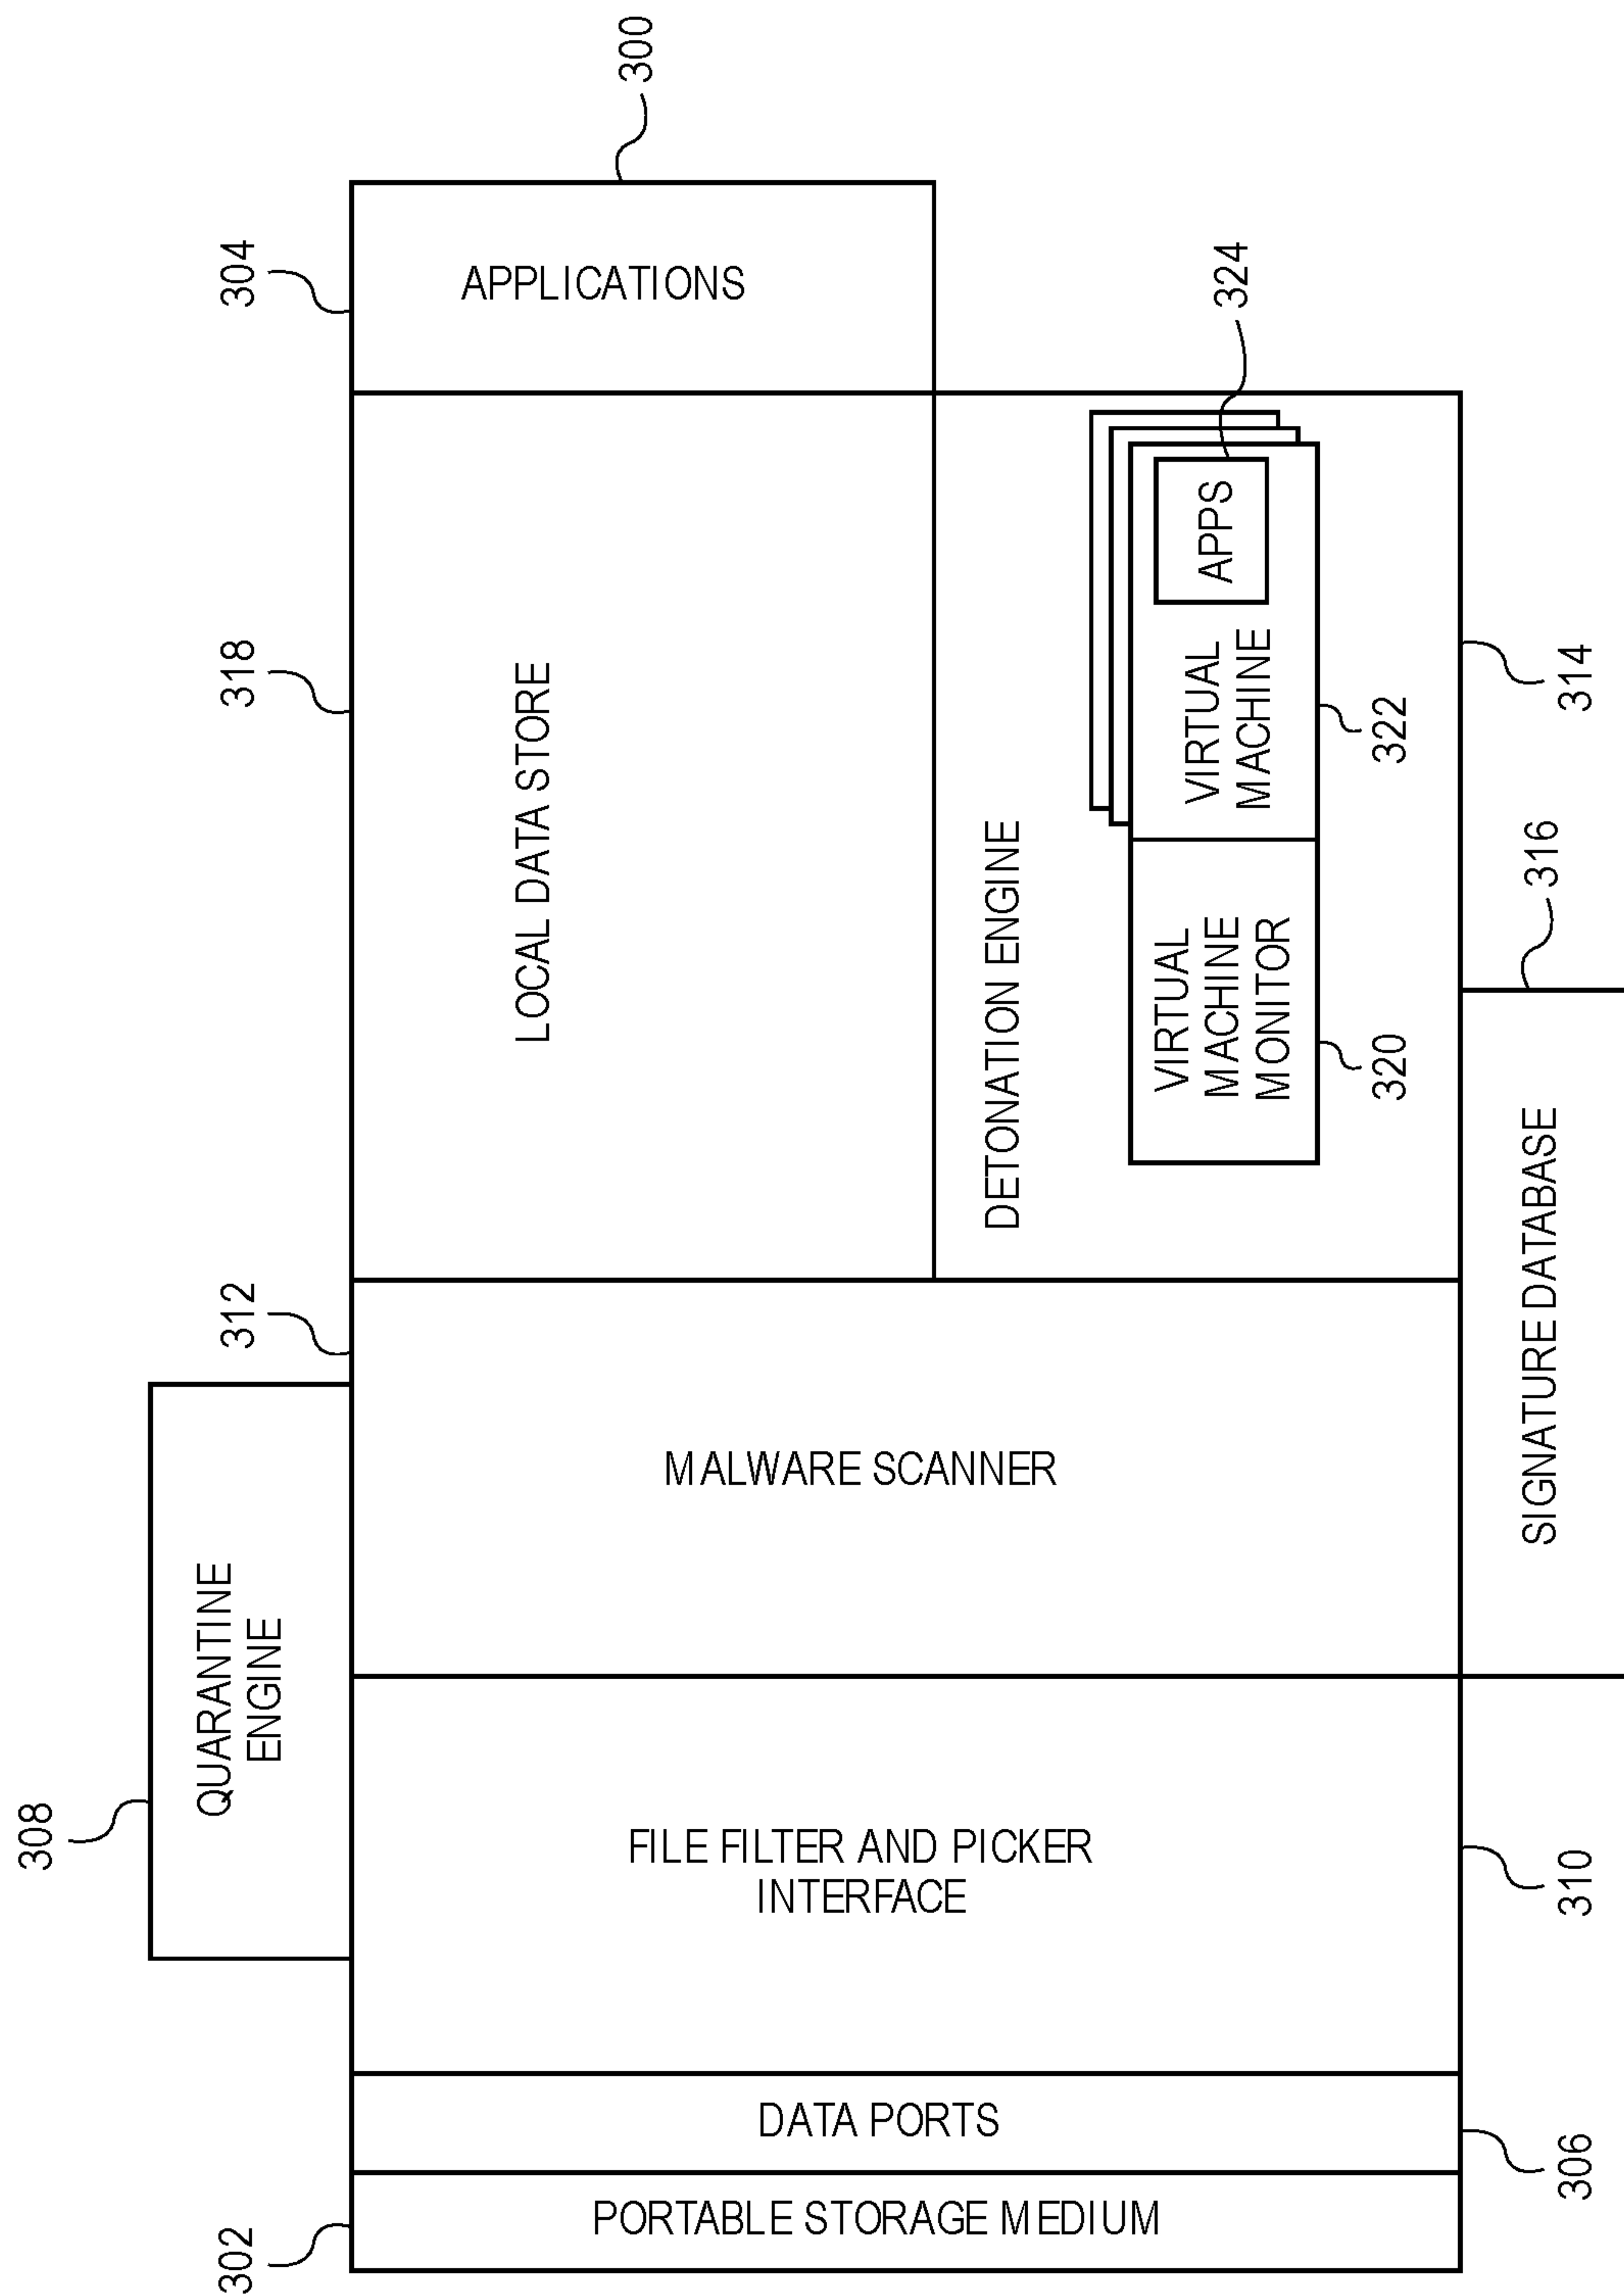 300
304
APPLICATIONS
318
LOCAL DATA STORE
324
APPS
VIRTUAL
MACHINE
322
314
DETONATION ENGINE
VIRTUAL
MACHINE
MONITOR
320
316
SIGNATURE DATABASE
312
MALWARE SCANNER
308
QUARANTINE
ENGINE
FILE FILTER AND PICKER
INTERFACE
310
DATA PORTS
306
302
PORTABLE STORAGE MEDIUM